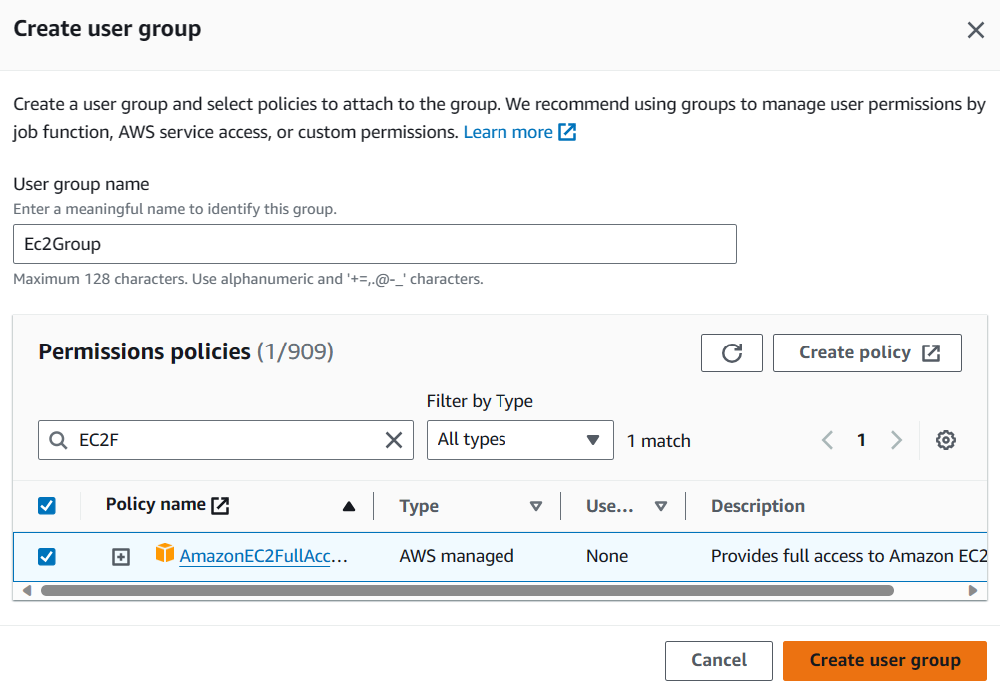 Create user group
Create a user group and select policies to attach to the group. We recommend using groups to manage user permissions by
job function, AWS service access, or custom permissions. Learn more
User group name
Enter a meaningful name to identify this group.
Ec2Group
Maximum 128 characters. Use alphanumeric and '+=,.@-_' characters.
Permissions policies (1/909)
Create policy
Filter by Type
EC2F
All types
1 match
1
Policy name
Type
Use...
Description
AmazonEC2FullAcc...
AWS managed
None
Provides full access to Amazon EC2
Cancel
Create user group